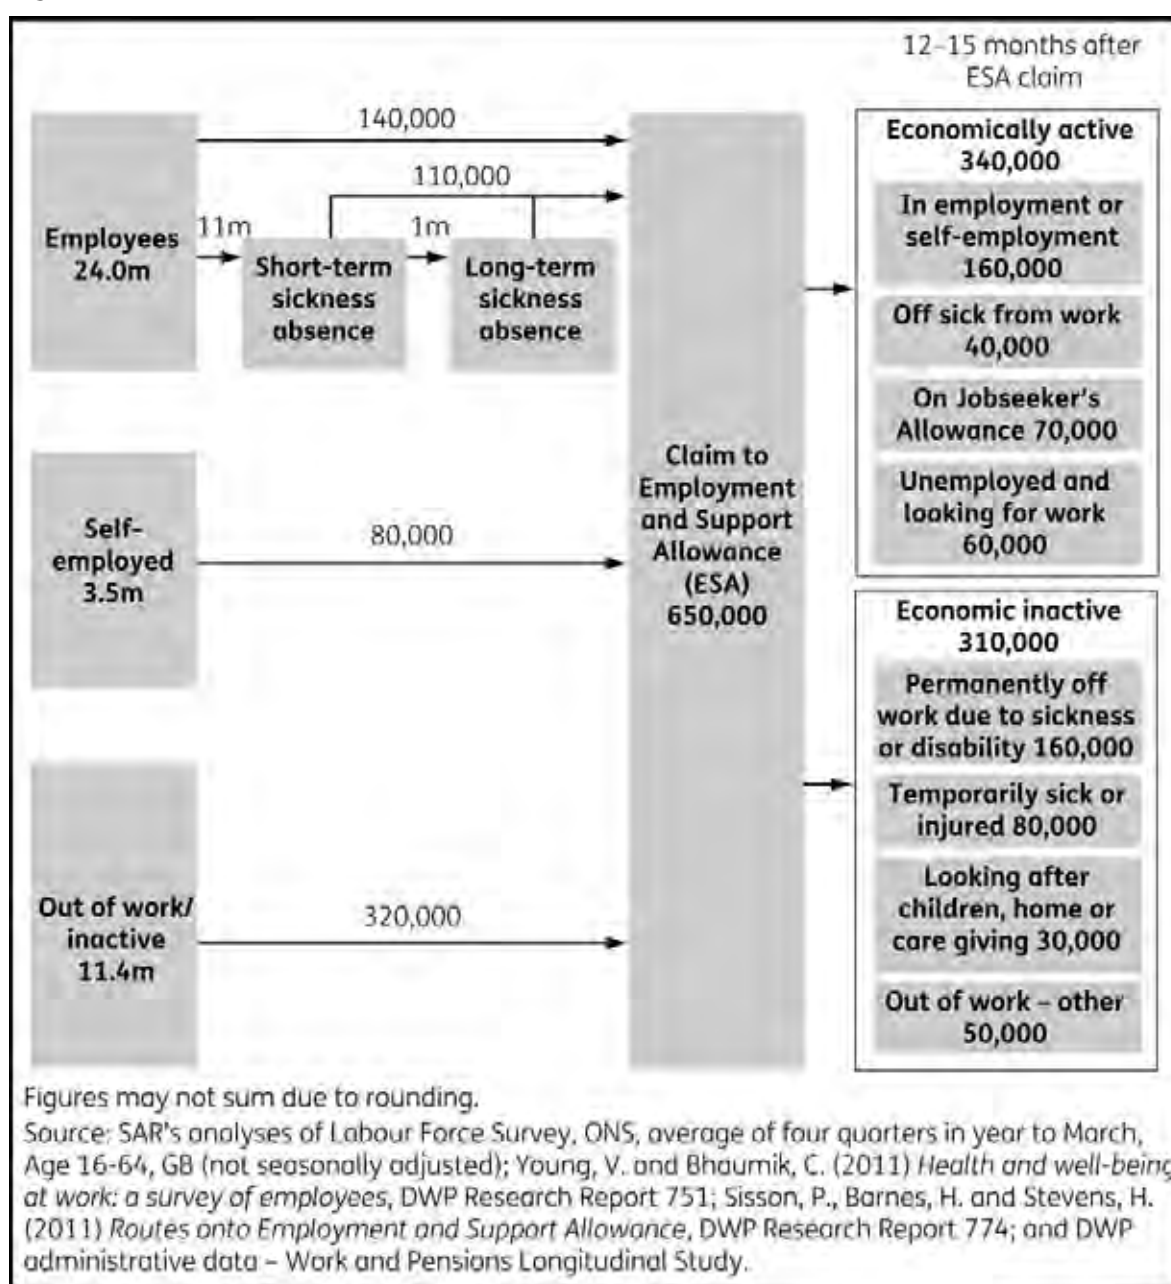 12–15 months after
ESA claim
140,000
110,000
11m
1m
Employees
24.0m
Short-term
sickness
absence
Long-term
sickness
absence
Self-
employed
3.5m
80,000
Out of work/
inactive
11.4m
320,000
Claim to
Employment
and Support
Allowance
(ESA)
650,000
Economically active
340,000
In employment or
self-employment
160,000
Off sick from work
40,000
On Jobseeker's
Allowance 70,000
Unemployed and
looking for work
60,000
Economic inactive
310,000
Permanently off
work due to sickness
or disability 160,000
Temporarily sick or
injured 80,000
Looking after
children, home or
care giving 30,000
Out of work – other
50,000
Figures may not sum due to rounding.
Source: SAR's analyses of Labour Force Survey, ONS, average of four quarters in year to March,
Age 16-64, GB (not seasonally adjusted); Young, V. and Bhaumik, C. (2011) Health and well-being
at work: a survey of employees, DWP Research Report 751; Sisson, P., Barnes, H. and Stevens, H.
(2011) Routes onto Employment and Support Allowance, DWP Research Report 774; and DWP
administrative data – Work and Pensions Longitudinal Study.